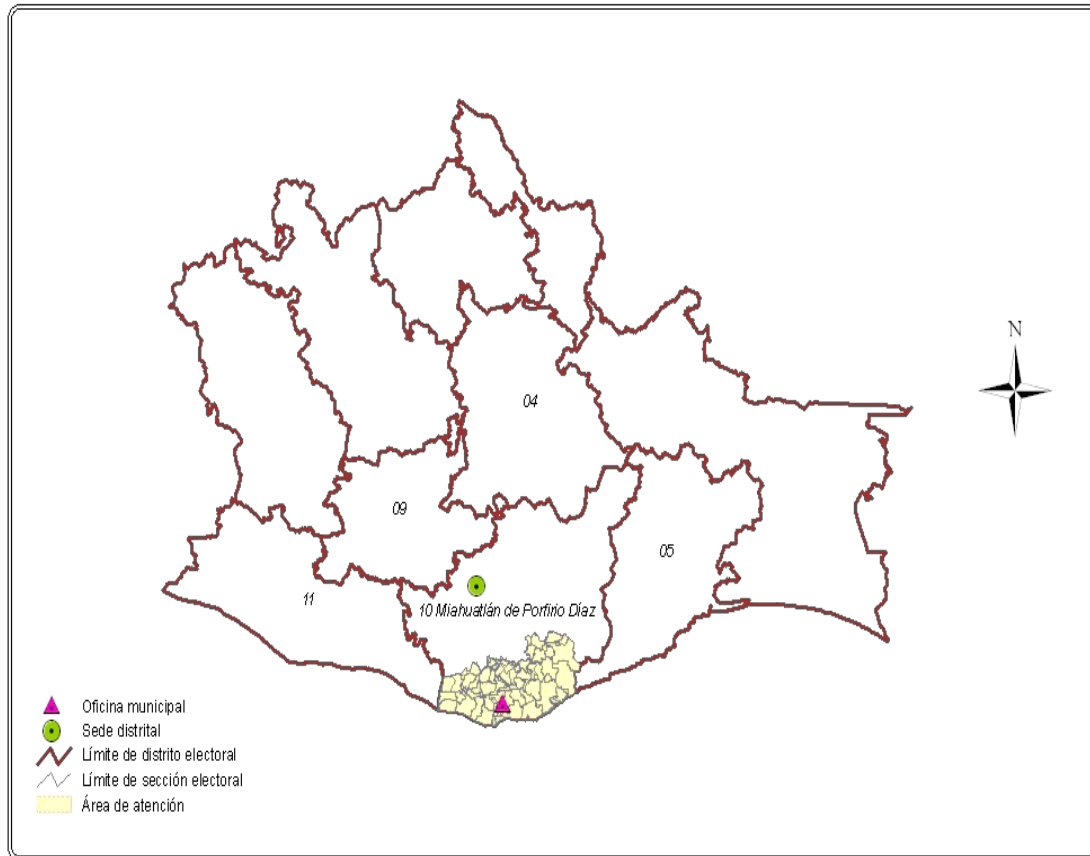 N
04
09
05
11
10 Miahuatlán de Porfirio Díaz
Oficina municipal
Sede distrital
Límite de distrito electoral
Límite de sección electoral
Área de atención